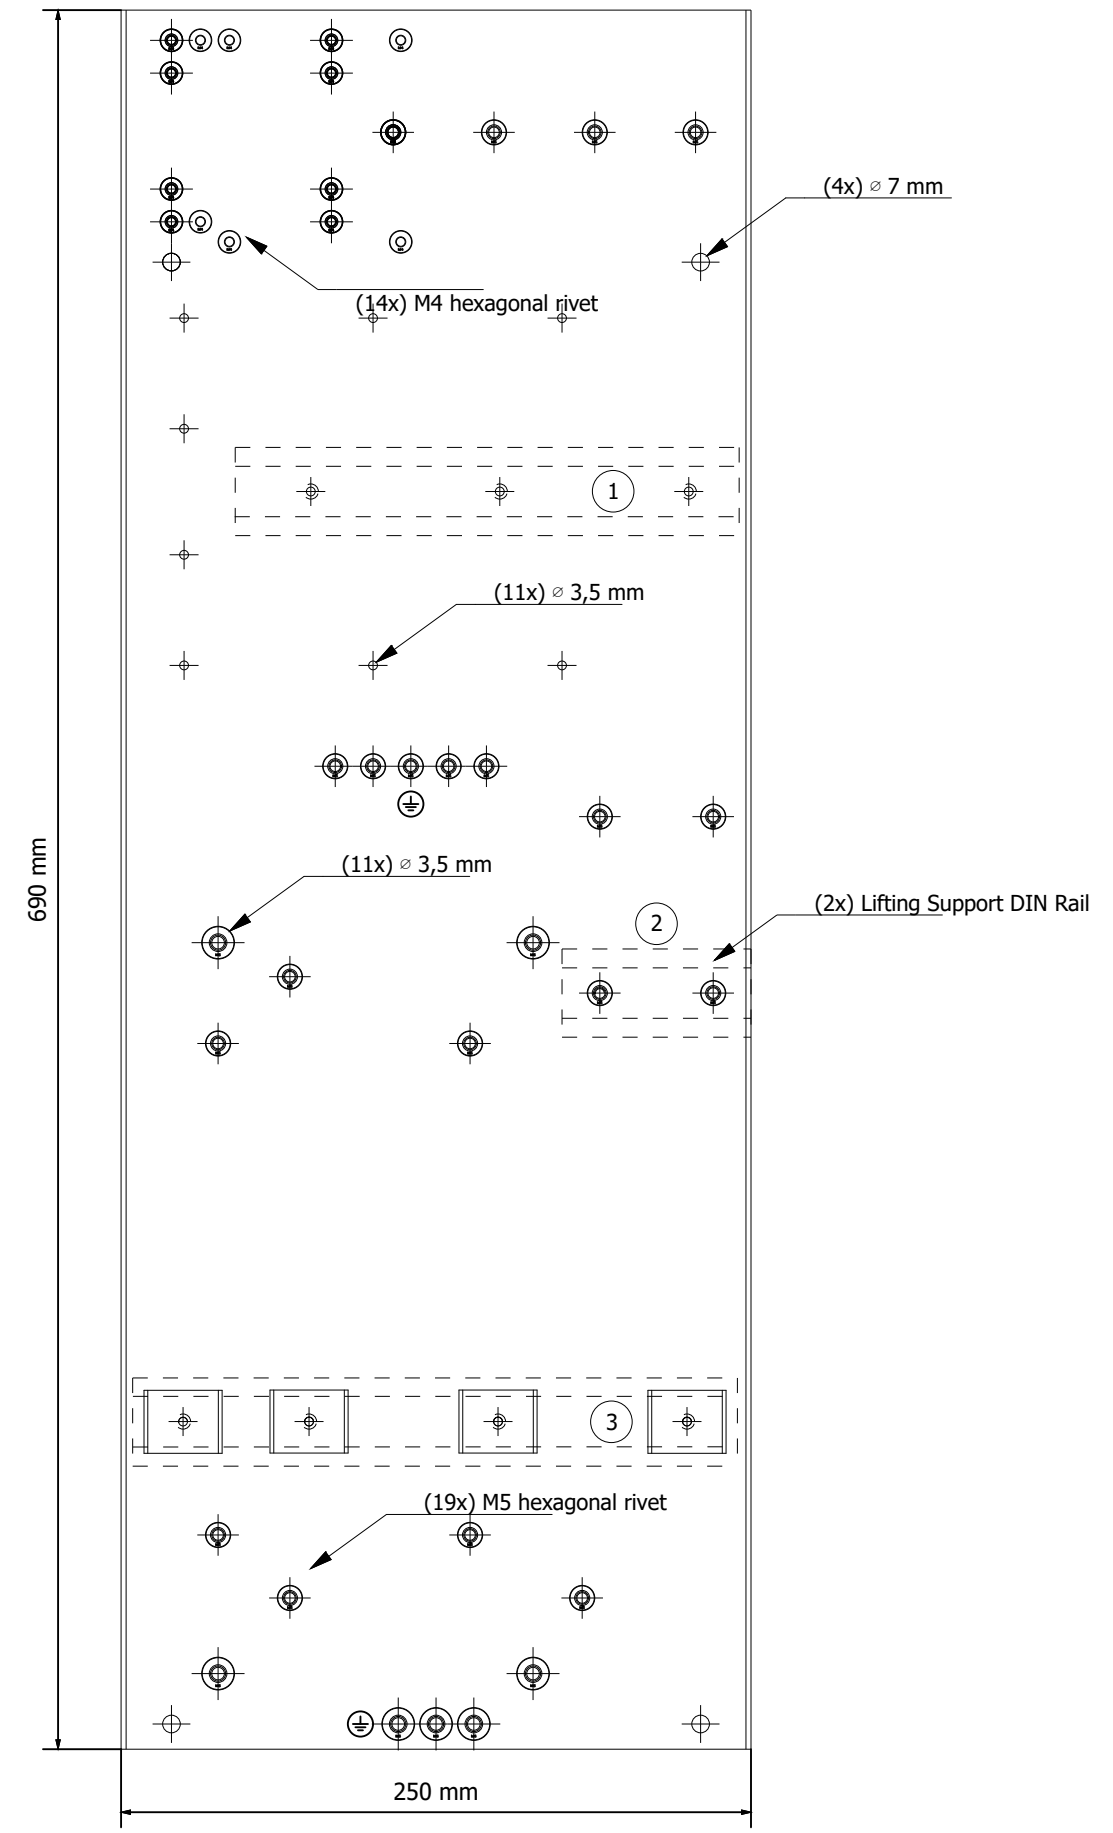 (4x) ⌀ 7 mm
(14x) M4 hexagonal rivet
1
(11x) ⌀ 3,5 mm
(11x) ⌀ 3,5 mm
690 mm
2
(2x) Lifting Support DIN Rail
3
(19x) M5 hexagonal rivet
250 mm